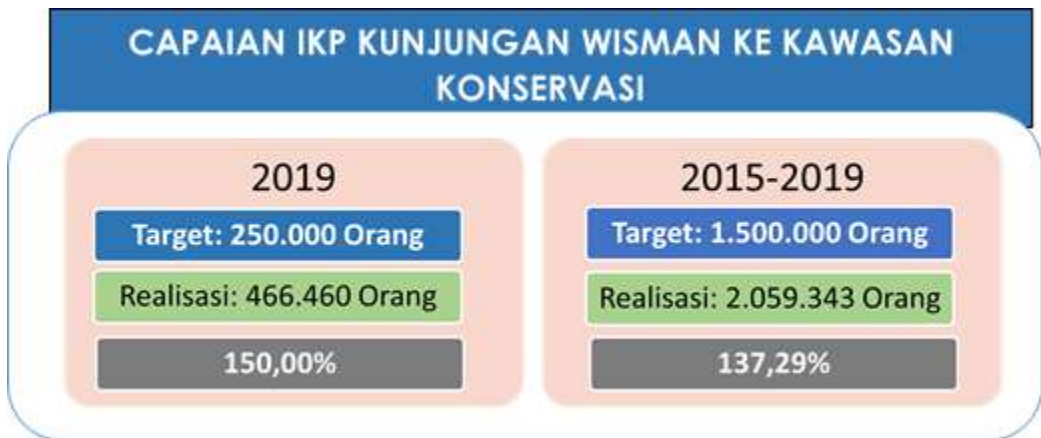 CAPAIAN IKP KUNJUNGAN WISMAN KE KAWASAN
KONSERVASI
2019
Target: 250.000 Orang
Realisasi: 466.460 Orang
150,00%
2015-2019
Target: 1.500.000 Orang
Realisasi: 2.059.343 Orang
137,29%